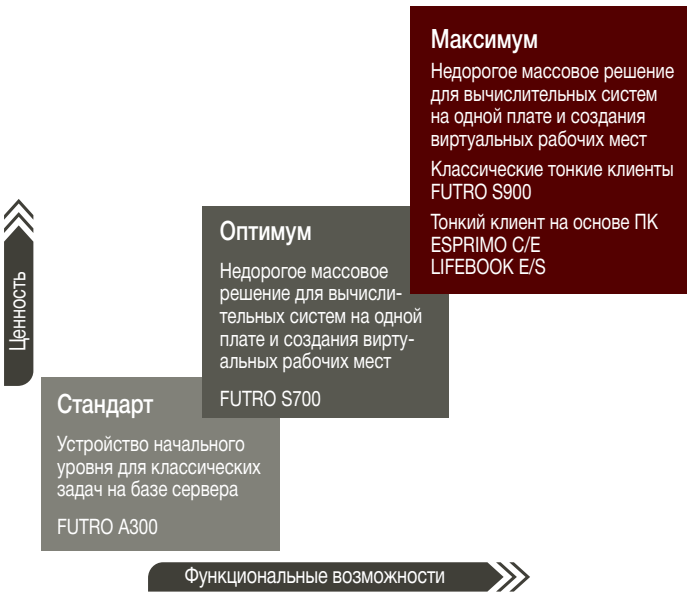 Максимум
Недорогое массовое решение
для вычислительных систем
на одной плате и создания
виртуальных рабочих мест
Классические тонкие клиенты
FUTRO S900
Тонкий клиент на основе ПК
ESPRIMO C/E
LIFEBOOK E/S
Оптимум
Недорогое массовое
решение для вычисли-
тельных систем на одной
плате и создания вирту-
альных рабочих мест
FUTRO S700
Ценность
Стандарт
Устройство начального
уровня для классических
задач на базе сервера
FUTRO A300
Функциональные возможности